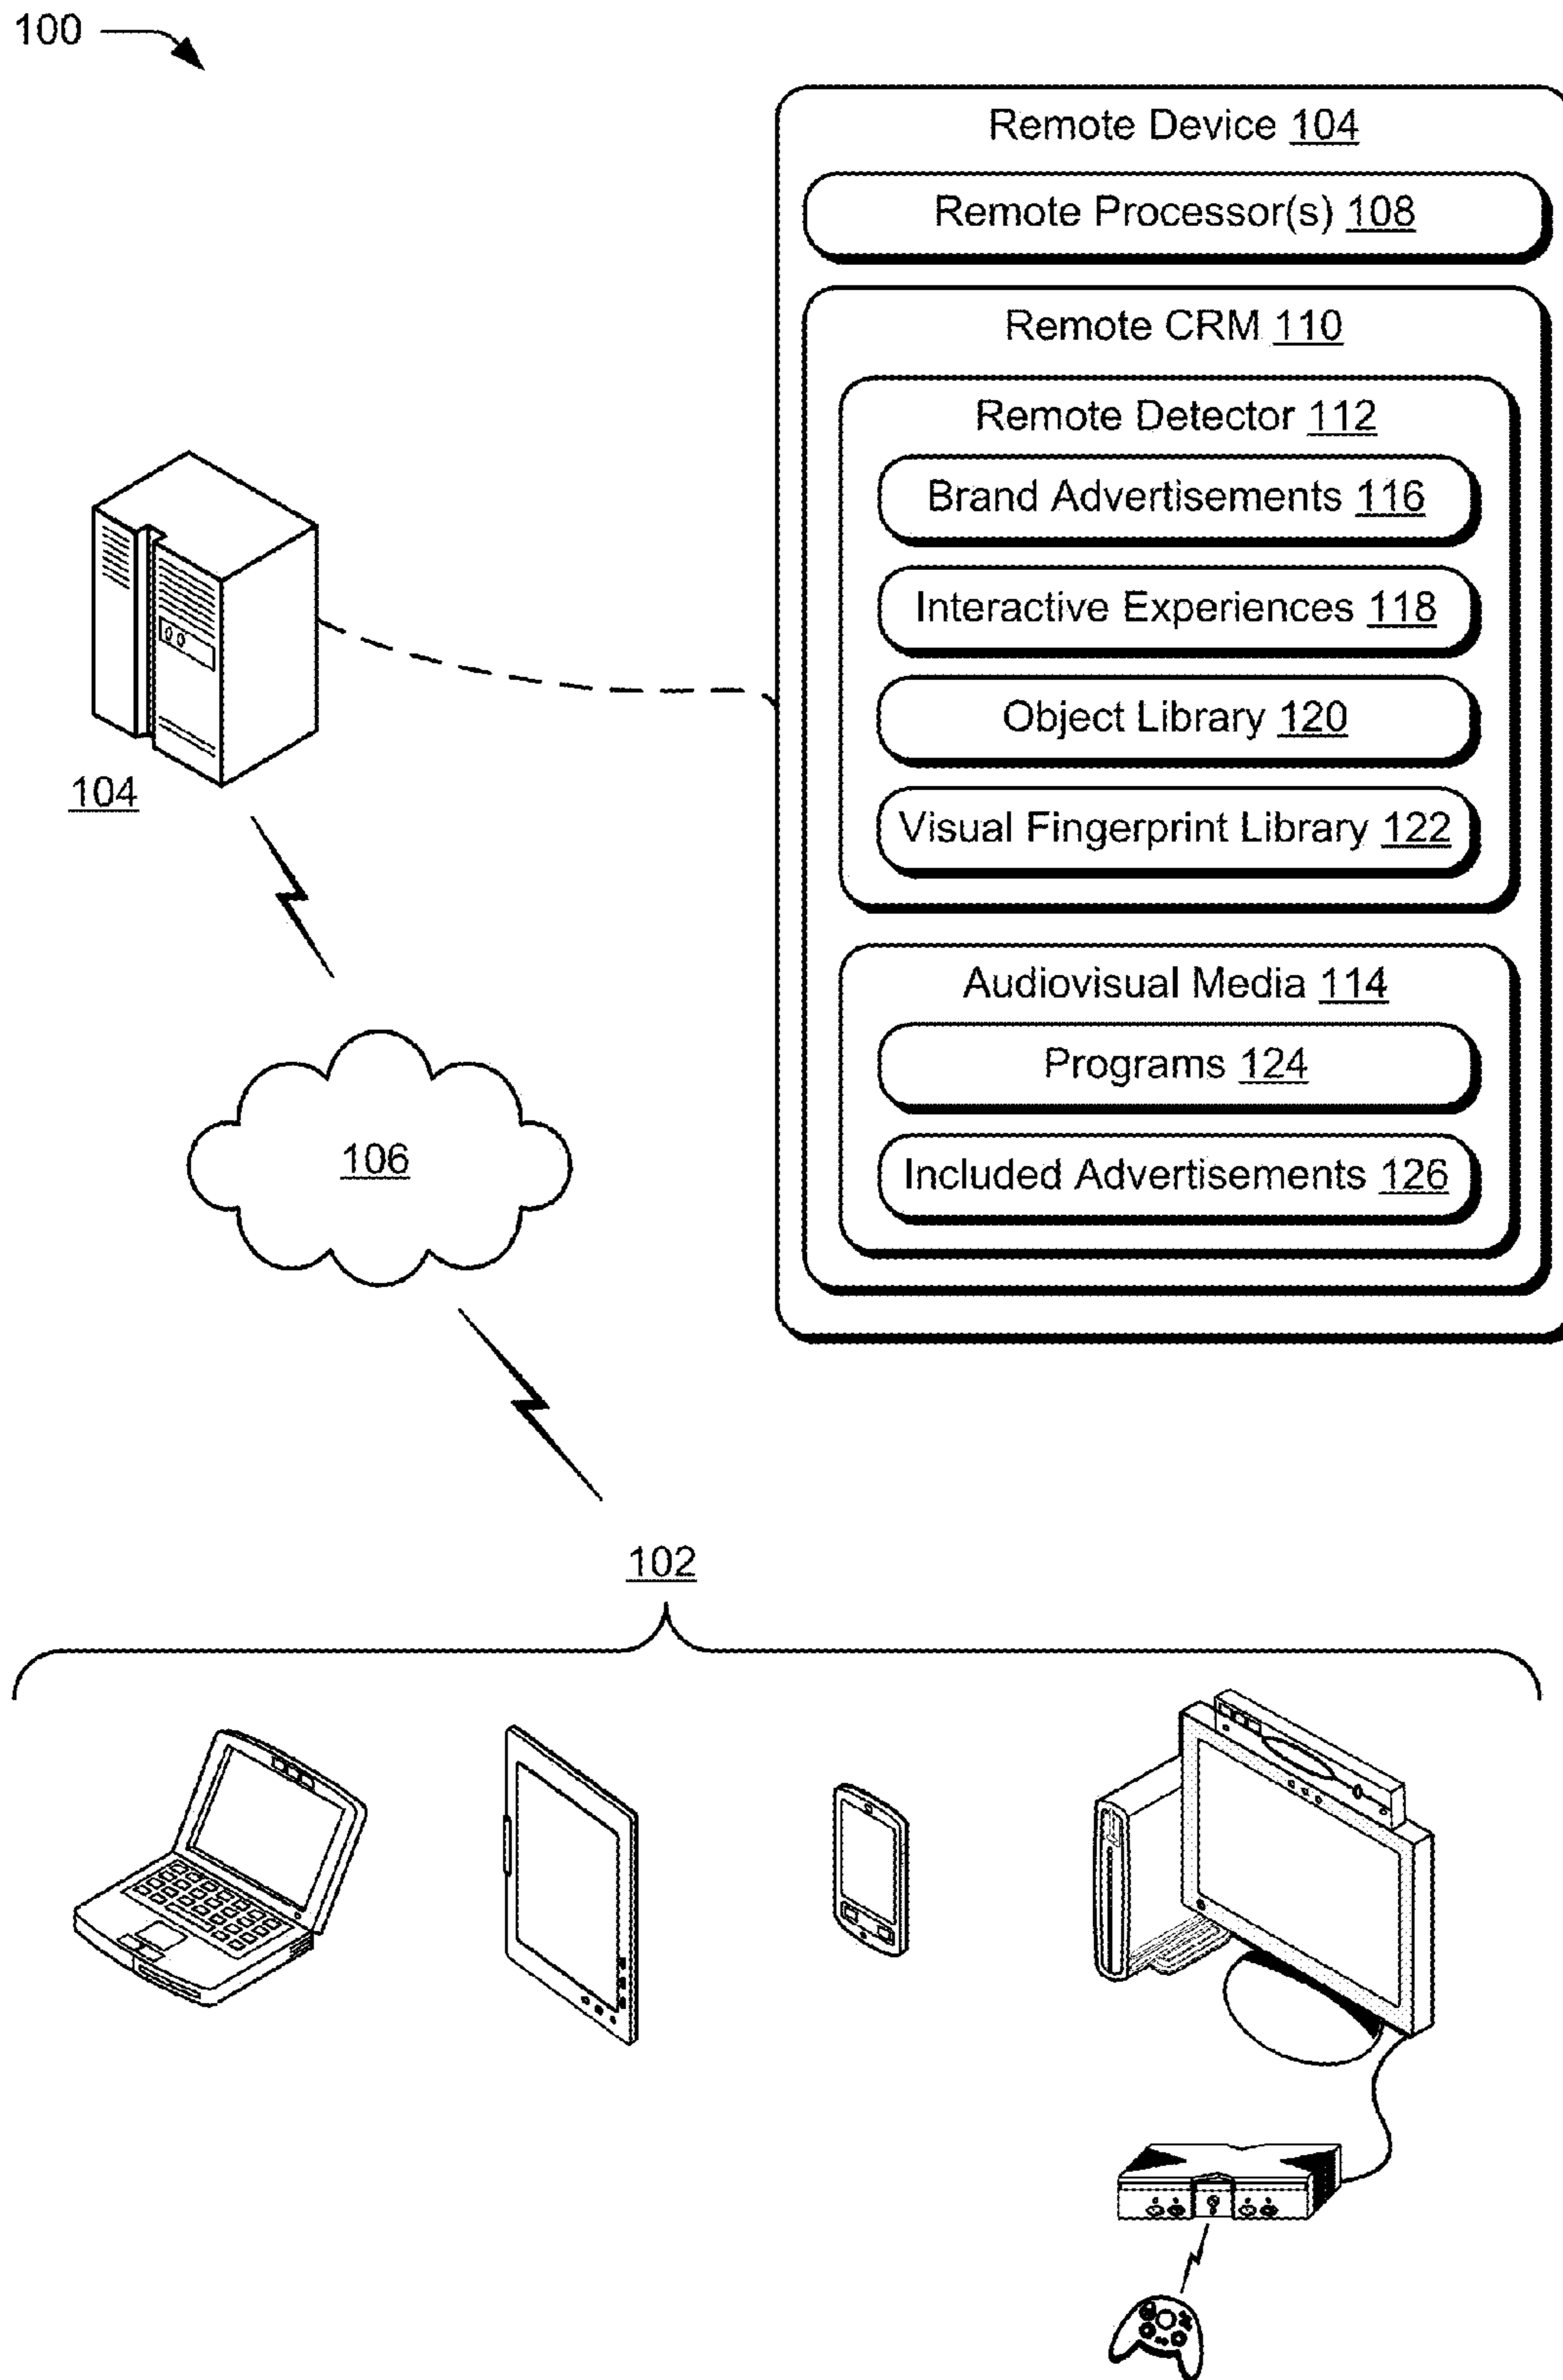 100
Remote Device 104
Remote Processor(s) 108
Remote CRM 110
Remote Detector 112
Brand Advertisements 116
Interactive Experiences 118
Object Library 120
Visual Fingerprint Library 122
Audiovisual Media 114
Programs 124
Included Advertisements 126
104
106
102